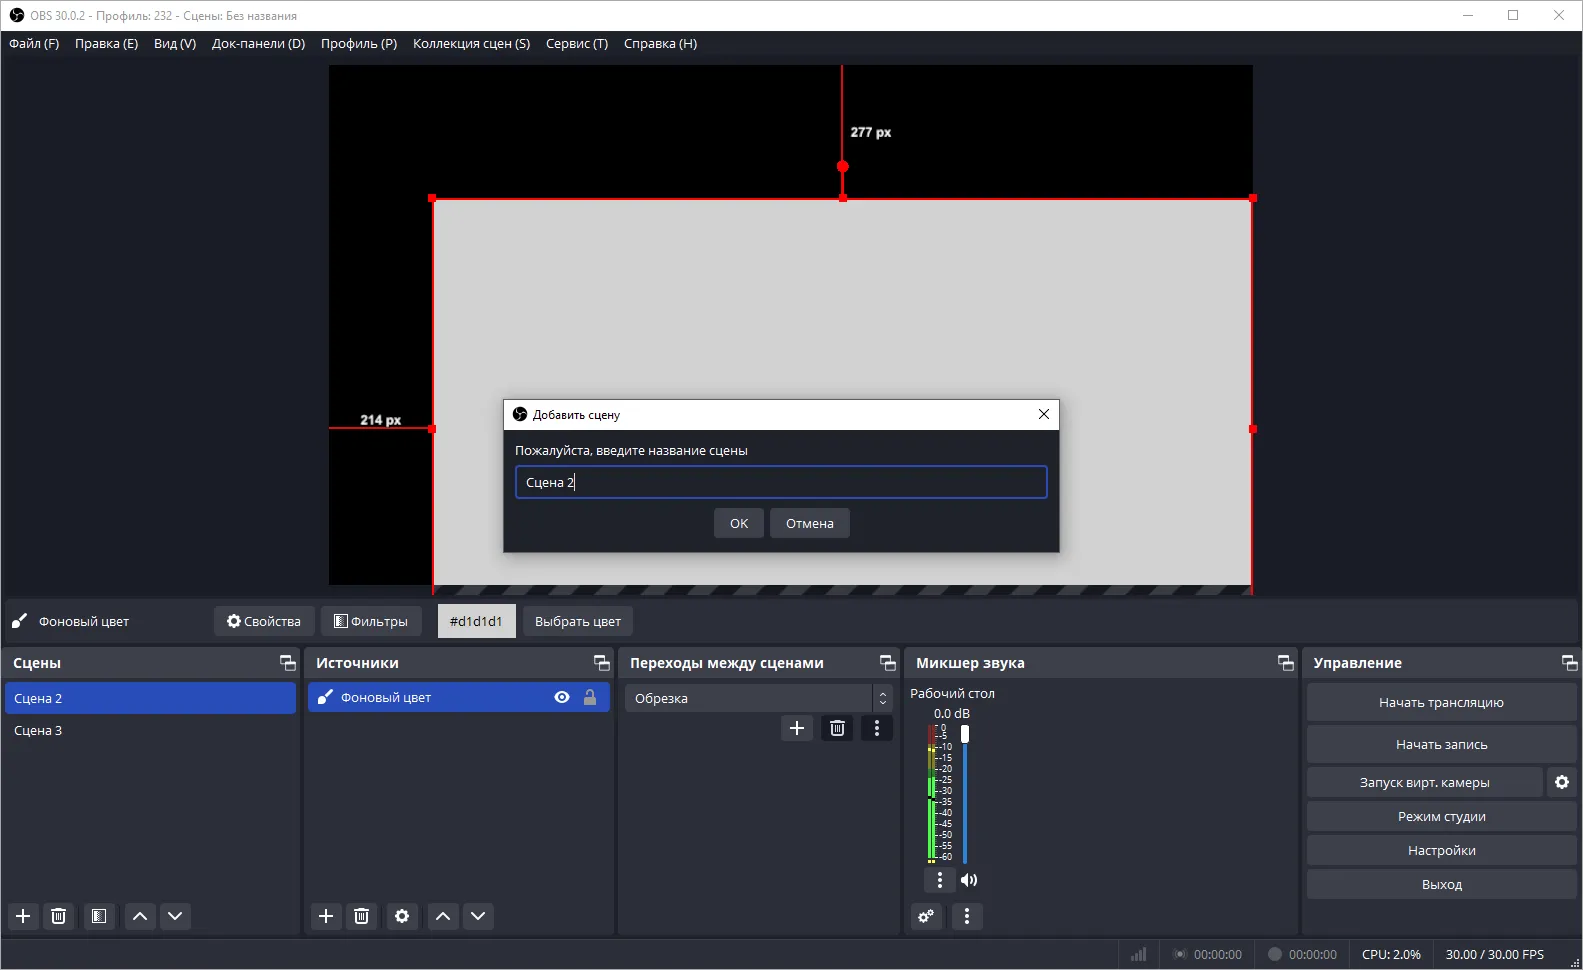 OBS 30.0.2 - Профиль: 232 - Сцены: Без названия
Файл (F) Правка (E) Вид (V) Док-панели (D) Профиль (P) Коллекция сцен (S) Сервис (T) Справка (H)
277 px
214 px
Добавить сцену
Пожалуйста, введите название сцены
Сцена 2
OK Отмена
Фоновый цвет Свойства Фильтры #d1d1d1 Выбрать цвет
Сцены
Сцена 2
Сцена 3
Источники
Фоновый цвет
Переходы между сценами
Обрезка
Микшер звука
Рабочий стол
0.0 dB
0
-5
-10
-15
-20
-25
-30
-35
-40
-45
-50
-55
-60
Управление
Начать трансляцию
Начать запись
Запуск вирт. камеры
Режим студии
Настройки
Выход
00:00:00 00:00:00 CPU: 2.0% 30.00 / 30.00 FPS